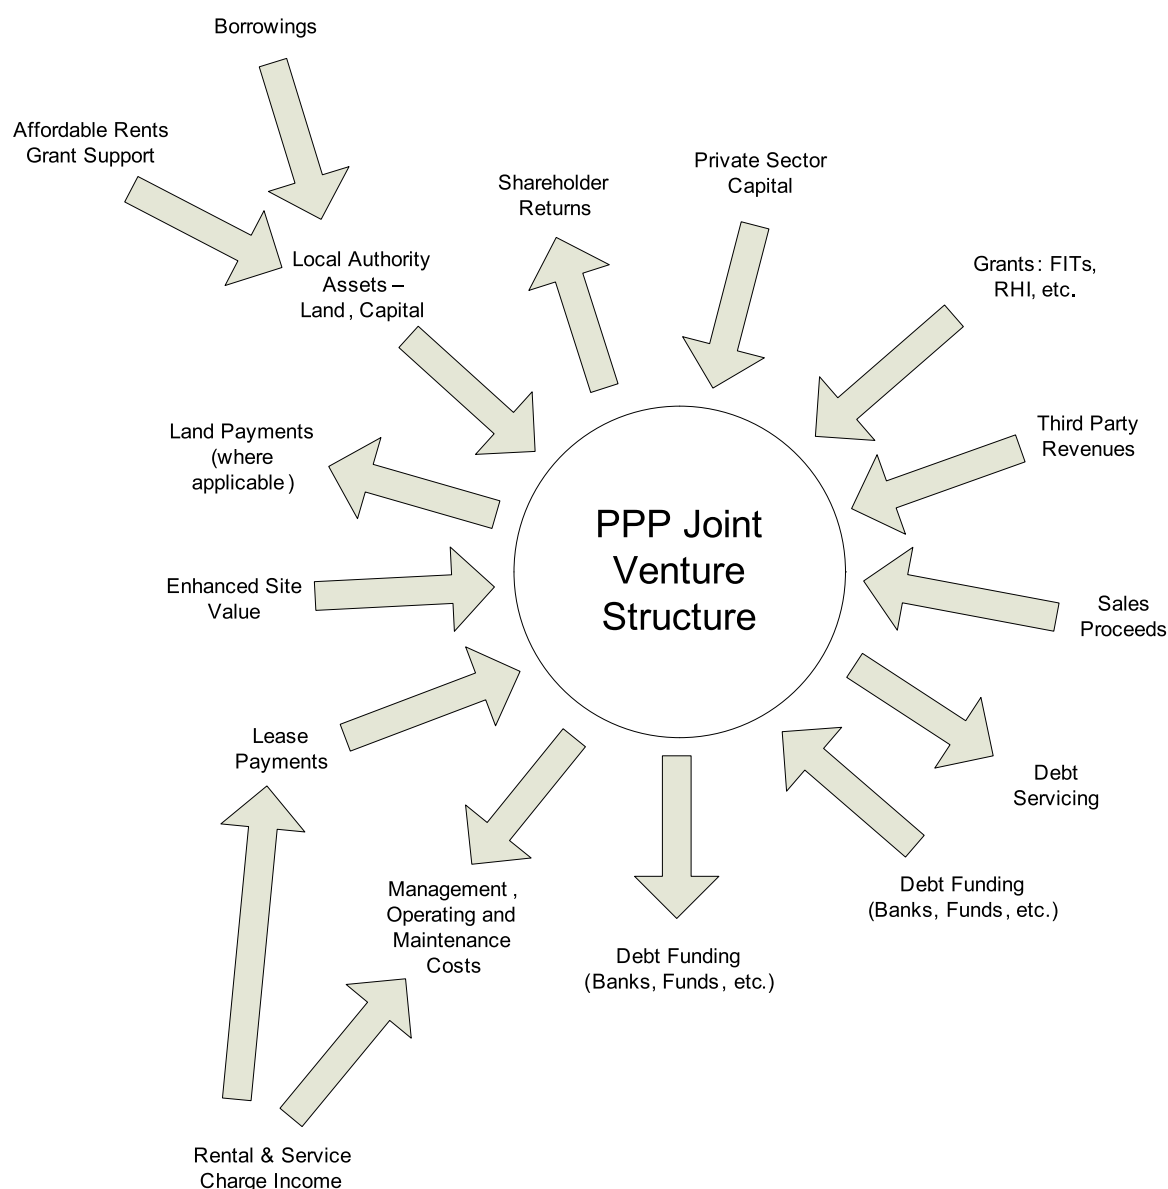 Borrowings
Affordable Rents
Grant Support
Private Sector
Capital
Shareholder
Returns
Local Authority
Assets –
Land, Capital
Grants: FITs,
RHI, etc.
Land Payments
(where
applicable)
Third Party
Revenues
PPP Joint
Venture
Structure
Enhanced Site
Value
Sales
Proceeds
Lease
Payments
Debt
Servicing
Management,
Operating and
Maintenance
Costs
Debt Funding
(Banks, Funds, etc.)
Debt Funding
(Banks, Funds, etc.)
Rental & Service
Charge Income